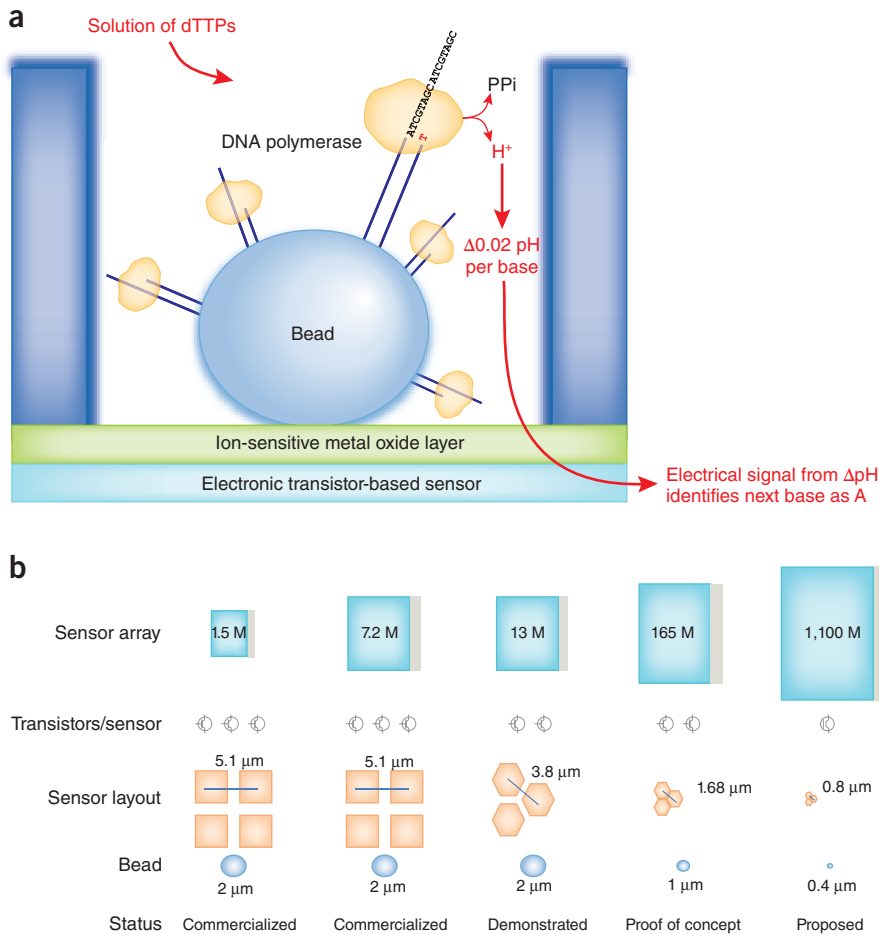 a
Solution of dTTPs
ATCGTAGCATCGTAGC
T
PPi
DNA polymerase
H⁺
Δ0.02 pH
per base
Bead
Ion-sensitive metal oxide layer
Electronic transistor-based sensor
Electrical signal from ΔpH
identifies next base as A
b
Sensor array 1.5 M 7.2 M 13 M 165 M 1,100 M
Transistors/sensor
Sensor layout 5.1 μm 5.1 μm 3.8 μm 1.68 μm 0.8 μm
Bead 2 μm 2 μm 2 μm 1 μm 0.4 μm
Status Commercialized Commercialized Demonstrated Proof of concept Proposed